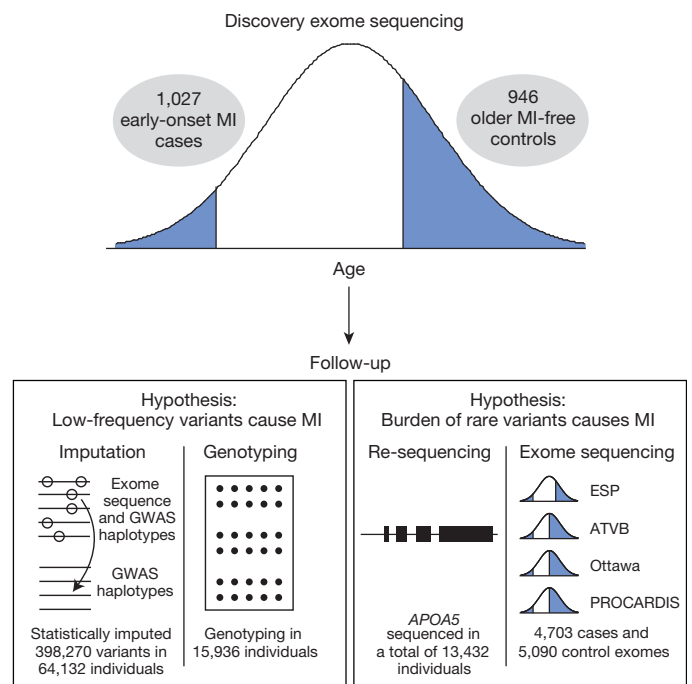 Discovery exome sequencing
1,027
early-onset MI
cases
946
older MI-free
controls
Age
Follow-up
Hypothesis:
Low-frequency variants cause MI
Imputation
Exome
sequence
and GWAS
haplotypes
GWAS
haplotypes
Statistically imputed
398,270 variants in
64,132 individuals
Genotyping
Genotyping in
15,936 individuals
Hypothesis:
Burden of rare variants causes MI
Re-sequencing
APOA5
sequenced in
a total of 13,432
individuals
Exome sequencing
ESP
ATVB
Ottawa
PROCARDIS
4,703 cases and
5,090 control exomes